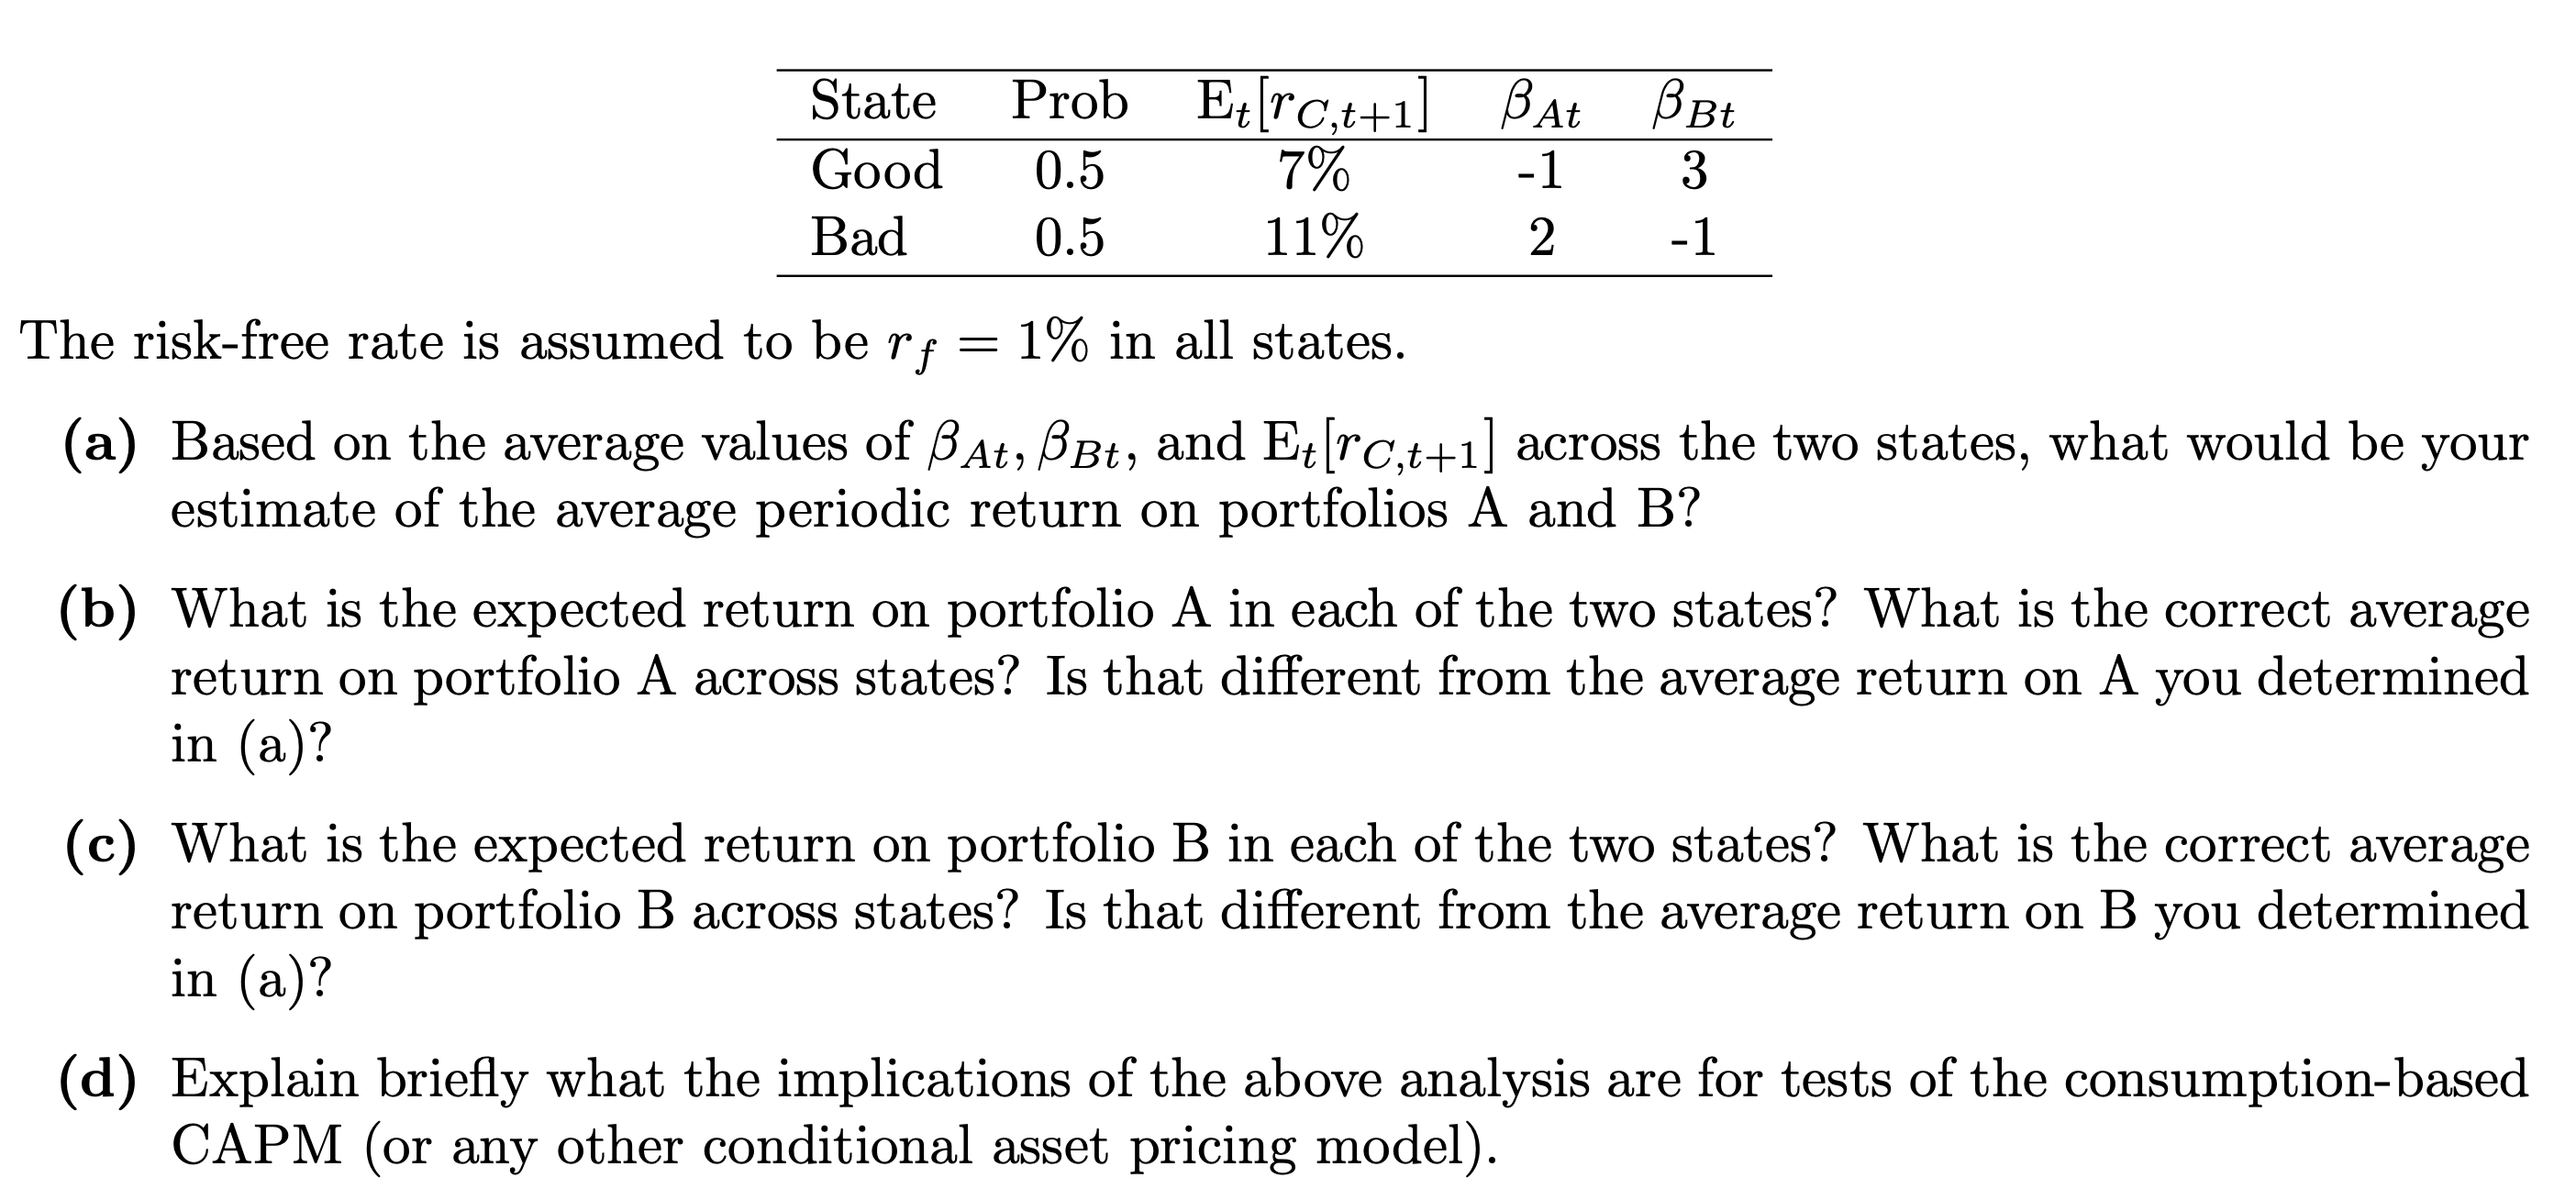 State Prob E_t[r_{C,t+1}] β_{At} β_{Bt}
Good 0.5 7% -1 3
Bad 0.5 11% 2 -1
The risk-free rate is assumed to be r_f = 1% in all states.
(a) Based on the average values of β_{At}, β_{Bt}, and E_t[r_{C,t+1}] across the two states, what would be your
estimate of the average periodic return on portfolios A and B?
(b) What is the expected return on portfolio A in each of the two states? What is the correct average
return on portfolio A across states? Is that different from the average return on A you determined
in (a)?
(c) What is the expected return on portfolio B in each of the two states? What is the correct average
return on portfolio B across states? Is that different from the average return on B you determined
in (a)?
(d) Explain briefly what the implications of the above analysis are for tests of the consumption-based
CAPM (or any other conditional asset pricing model).